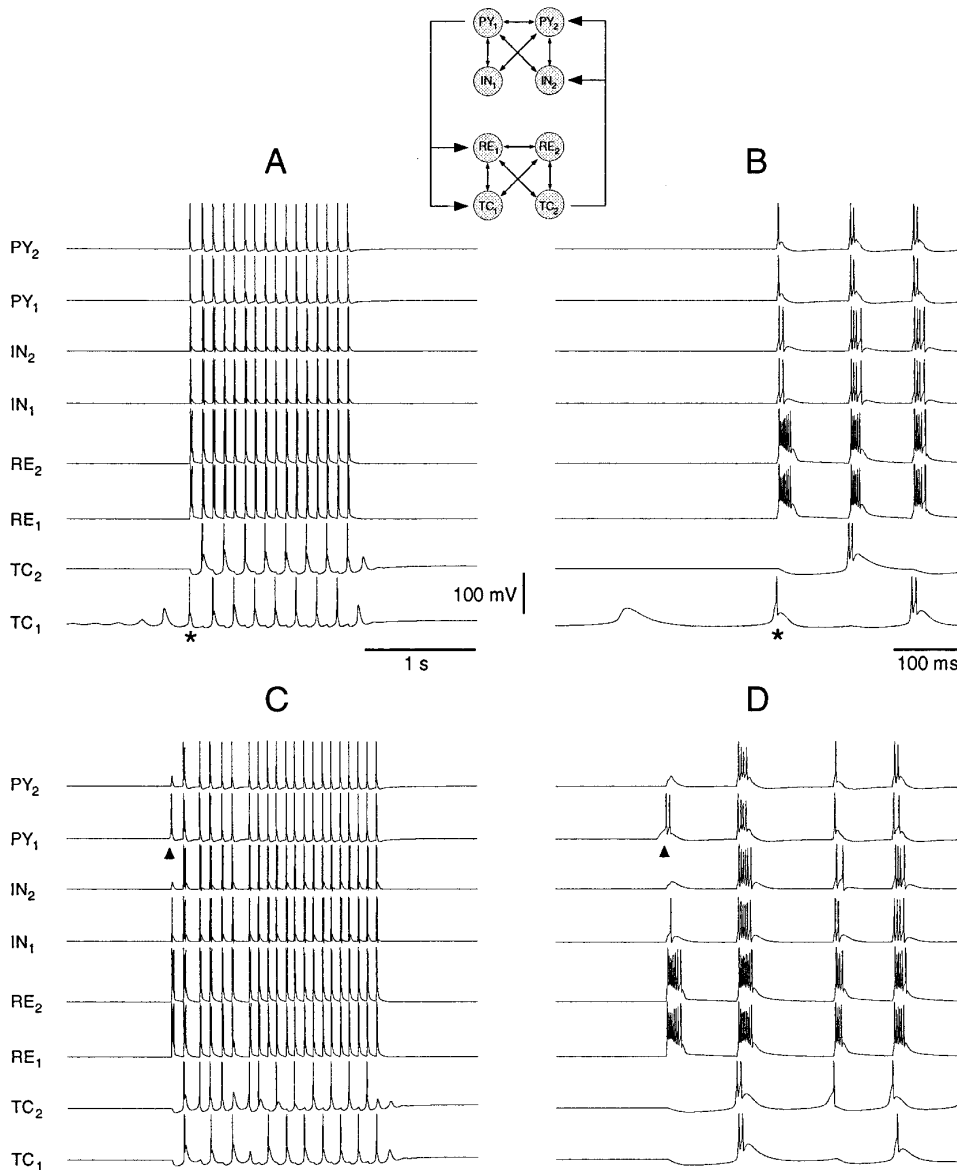 PY1 PY2
IN1 IN2
RE1 RE2
TC1 TC2
A
B
PY2
PY1
IN2
IN1
RE2
RE1
TC2
TC1
100 mV
*
*
1 s
100 ms
C
D
PY2
PY1
IN2
IN1
RE2
RE1
TC2
TC1